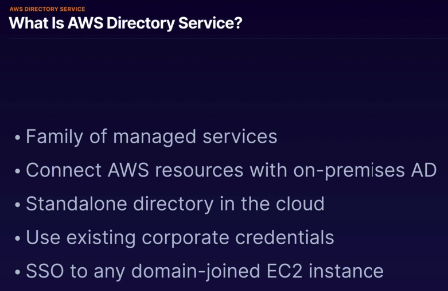 AWS DIRECTORY SERVICE
What Is AWS Directory Service?
• Family of managed services
• Connect AWS resources with on-premises AD
• Standalone directory in the cloud
• Use existing corporate credentials
• SSO to any domain-joined EC2 instance